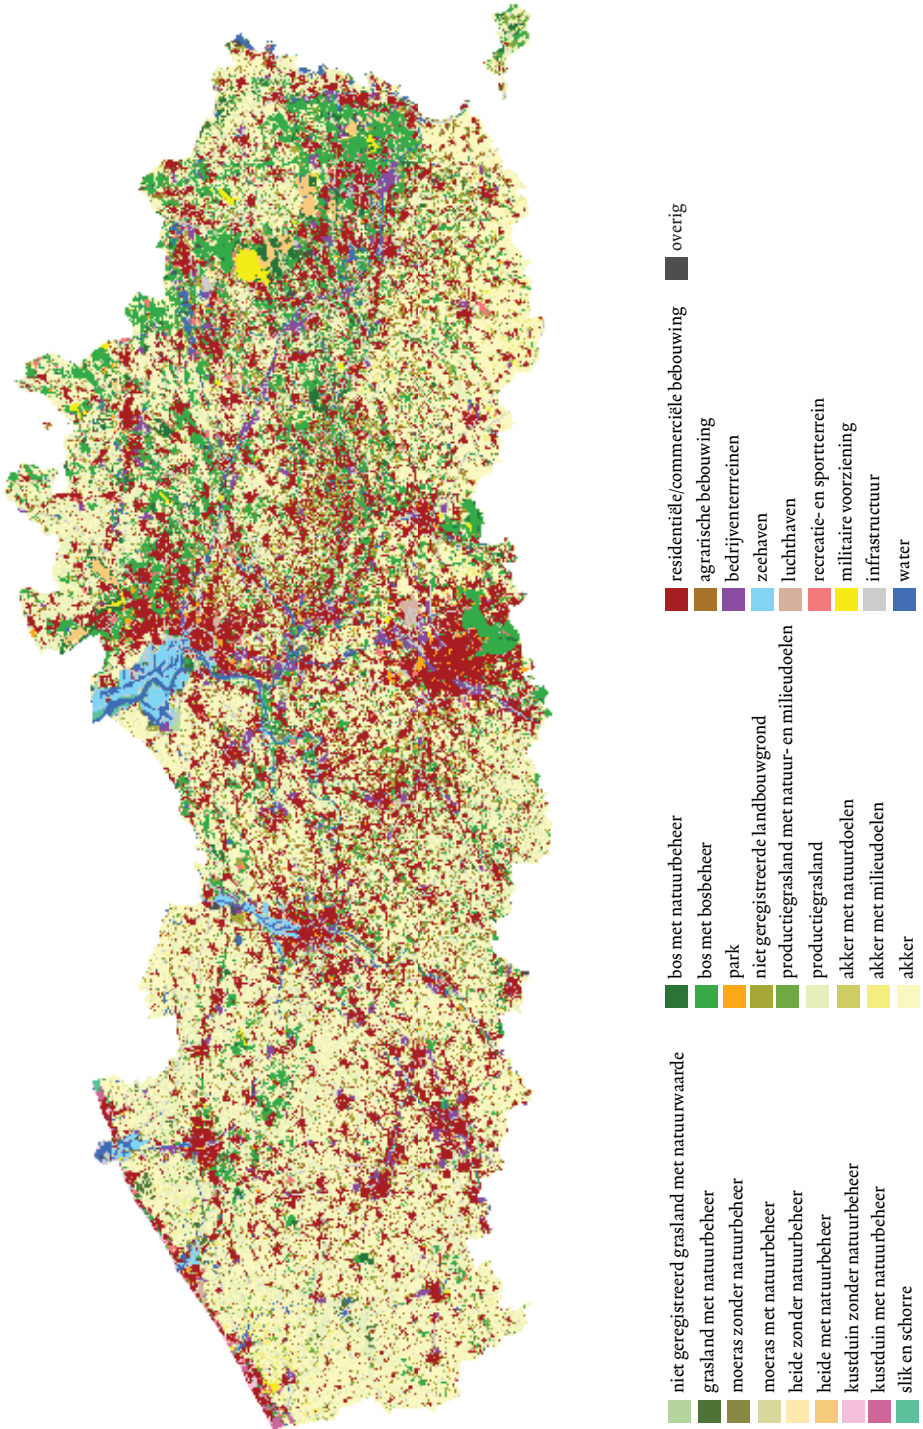 niet geregistreerd grasland met natuurwaarde
grasland met natuurbeheer
moeras zonder natuurbeheer
moeras met natuurbeheer
heide zonder natuurbeheer
heide met natuurbeheer
kustduin zonder natuurbeheer
kustduin met natuurbeheer
slik en schorre
bos met natuurbeheer
bos met bosbeheer
park
niet geregistreerde landbouwgrond
productiegrasland met natuur- en milieudoelen
productiegrasland
akker met natuurdoelen
akker met milieudoelen
akker
residentiële/commerciële bebouwing
agrarische bebouwing
bedrijventerrreinen
zeehaven
luchthaven
recreatie- en sportterrein
militaire voorziening
infrastructuur
water
overig